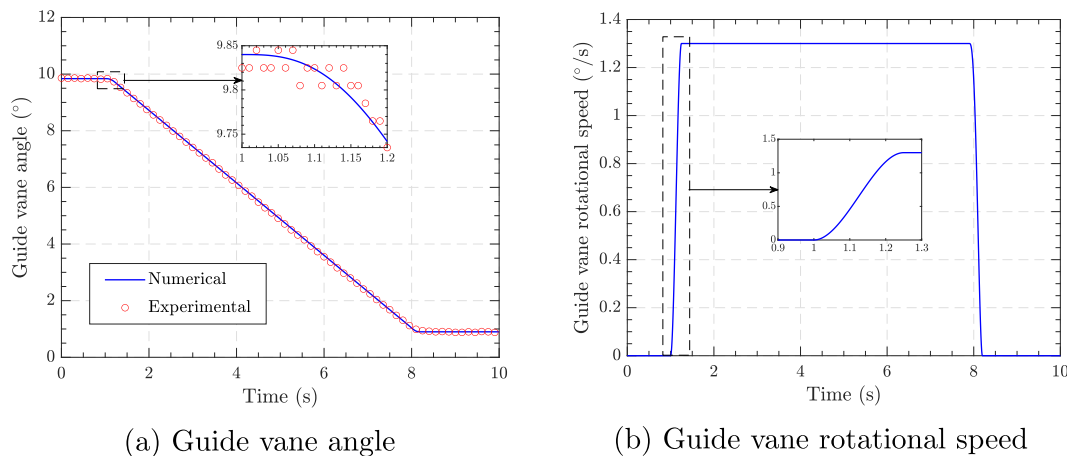 12
10
8
6
4
2
0
Guide vane angle (°)
9.85
9.8
9.75
1 1.05 1.1 1.15 1.2
Numerical
Experimental
0 2 4 6 8 10
Time (s)
(a) Guide vane angle
1.4
1.2
1
0.8
0.6
0.4
0.2
0
Guide vane rotational speed (°/s)
1.5
1
0.5
0
0.9 1 1.1 1.2 1.3
0 2 4 6 8 10
Time (s)
(b) Guide vane rotational speed